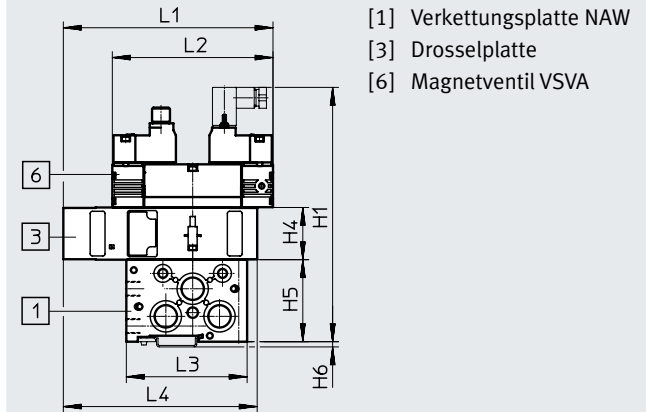 L1
L2
[1] Verkettungsplatte NAW
[3] Drosselplatte
[6] Magnetventil VSVA
6
3
1
H1
H4
H5
H6
L3
L4